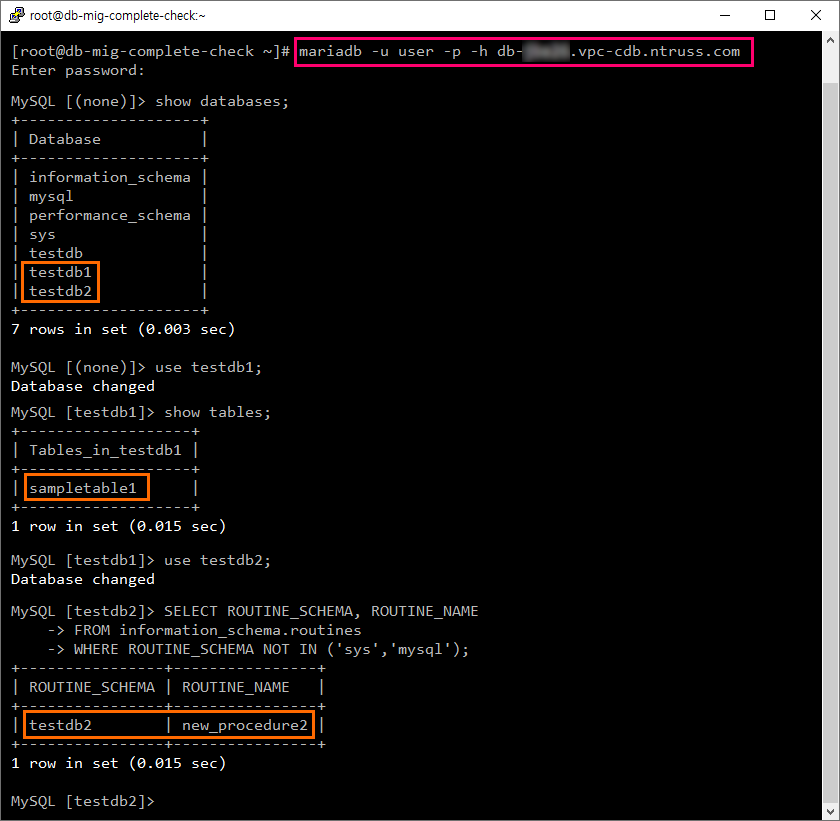 root@db-mig-complete-check:~
[root@db-mig-complete-check ~]# mariadb -u user -p -h db-.vpc-cdb.ntruss.com
Enter password:
MySQL [(none)]> show databases;
+--------------------+
| Database           |
+--------------------+
| information_schema |
| mysql              |
| performance_schema |
| sys                |
| testdb             |
| testdb1            |
| testdb2            |
+--------------------+
7 rows in set (0.003 sec)
MySQL [(none)]> use testdb1;
Database changed
MySQL [testdb1]> show tables;
+-------------------+
| Tables_in_testdb1 |
+-------------------+
| sampletable1      |
+-------------------+
1 row in set (0.015 sec)
MySQL [testdb1]> use testdb2;
Database changed
MySQL [testdb2]> SELECT ROUTINE_SCHEMA, ROUTINE_NAME
    -> FROM information_schema.routines
    -> WHERE ROUTINE_SCHEMA NOT IN ('sys','mysql');
+----------------+----------------+
| ROUTINE_SCHEMA | ROUTINE_NAME   |
+----------------+----------------+
| testdb2        | new_procedure2 |
+----------------+----------------+
1 row in set (0.015 sec)
MySQL [testdb2]>